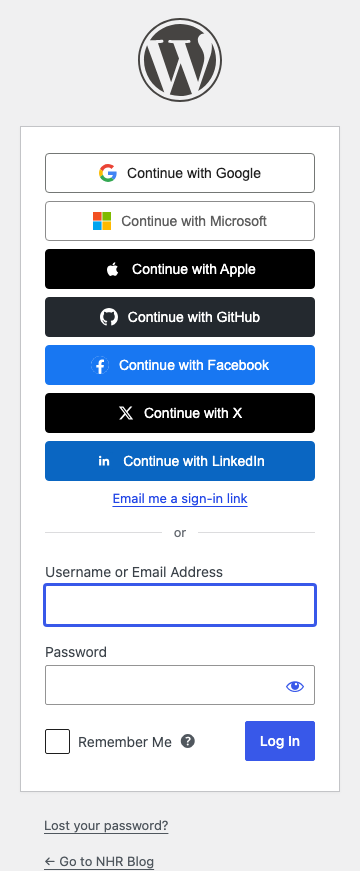 Continue with Google
Continue with Microsoft
Continue with Apple
Continue with GitHub
Continue with Facebook
Continue with X
Continue with LinkedIn
Email me a sign-in link
or
Username or Email Address
Password
Remember Me ?
Log In
Lost your password?
← Go to NHR Blog